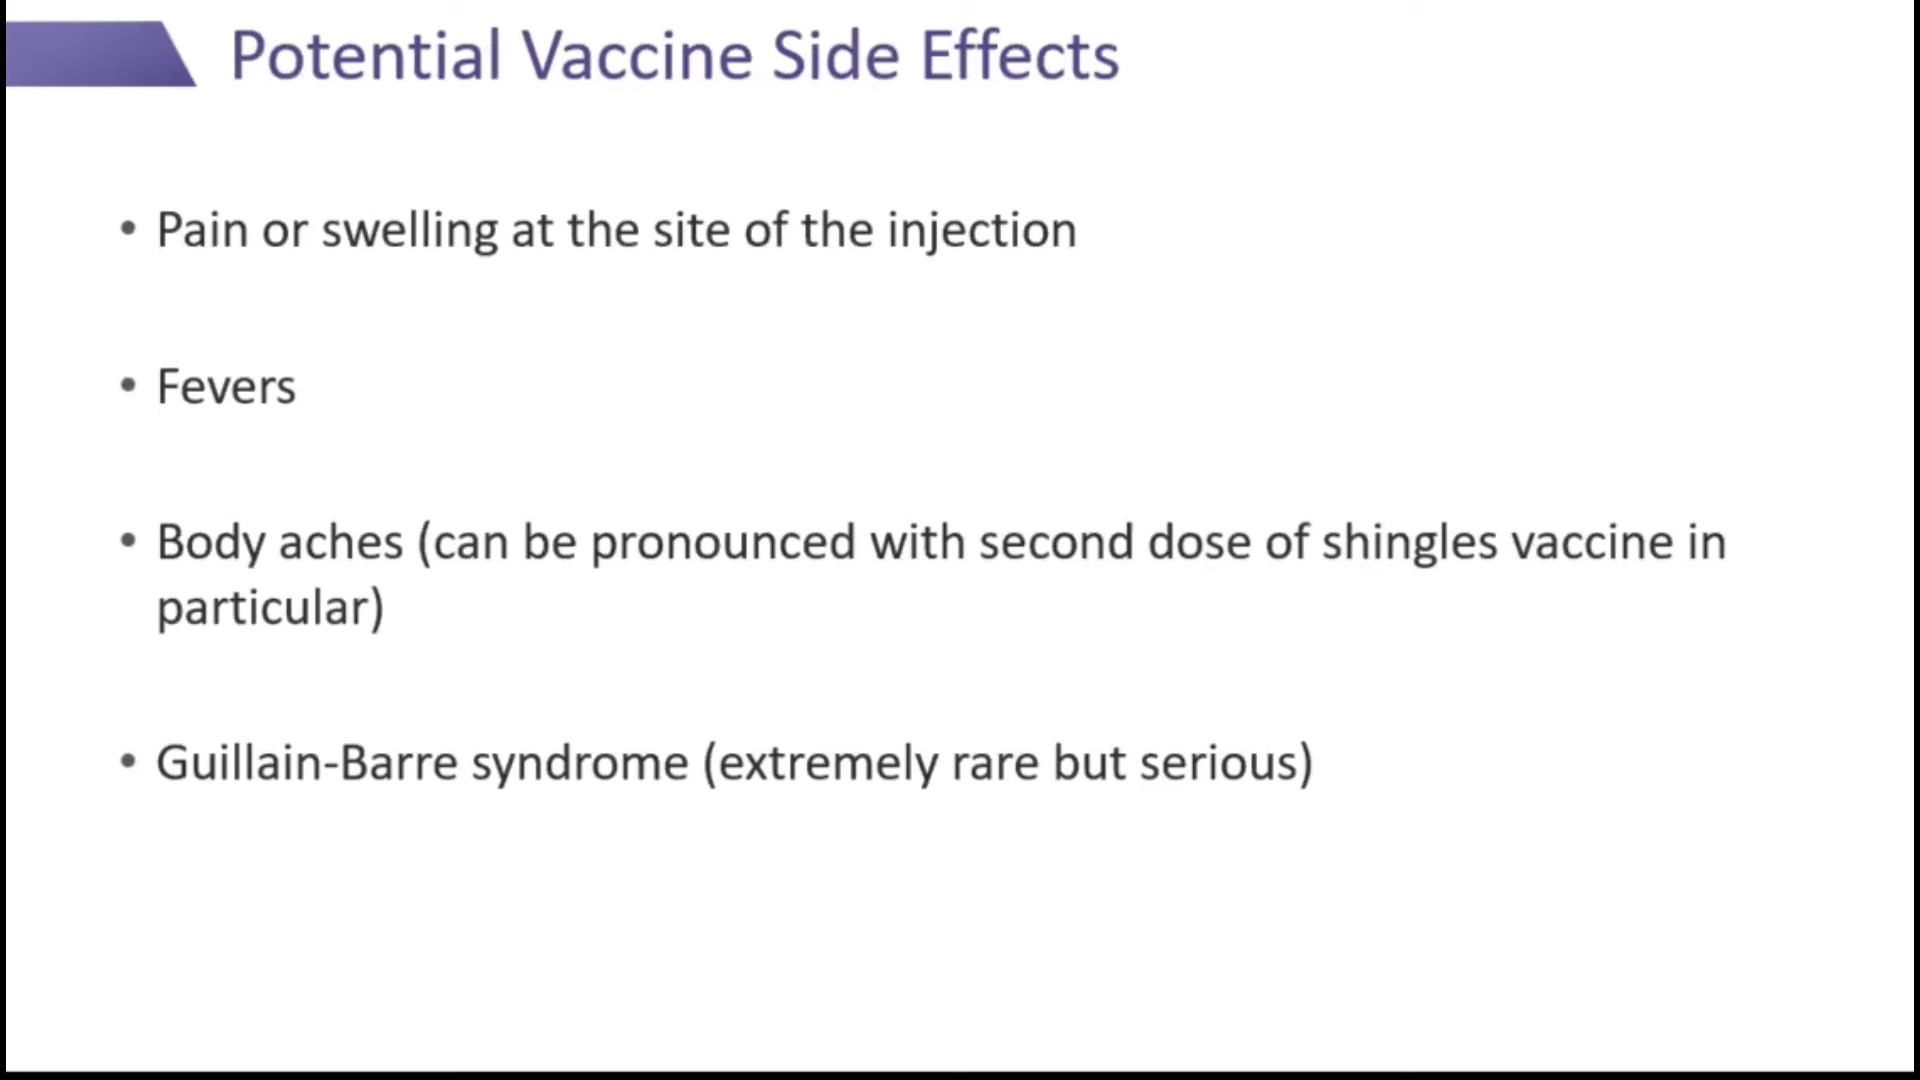 Potential Vaccine Side Effects
• Pain or swelling at the site of the injection
• Fevers
• Body aches (can be pronounced with second dose of shingles vaccine in
particular)
• Guillain-Barre syndrome (extremely rare but serious)